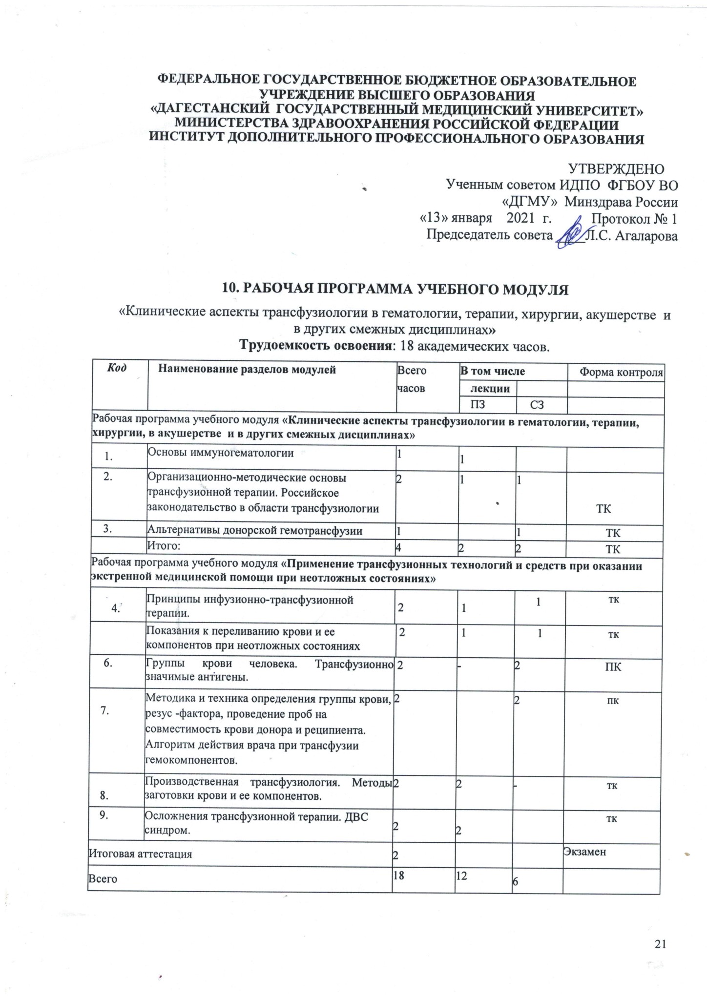 ФЕДЕРАЛЬНОЕ ГОСУДАРСТВЕННОЕ БЮДЖЕТНОЕ ОБРАЗОВАТЕЛЬНОЕ
УЧРЕЖДЕНИЕ ВЫСШЕГО ОБРАЗОВАНИЯ
«ДАГЕСТАНСКИЙ ГОСУДАРСТВЕННЫЙ МЕДИЦИНСКИЙ УНИВЕРСИТЕТ»
МИНИСТЕРСТВА ЗДРАВООХРАНЕНИЯ РОССИЙСКОЙ ФЕДЕРАЦИИ
ИНСТИТУТ ДОПОЛНИТЕЛЬНОГО ПРОФЕССИОНАЛЬНОГО ОБРАЗОВАНИЯ
УТВЕРЖДЕНО
Ученным советом ИДПО ФГБОУ ВО
«ДГМУ» Минздрава России
«13» января 2021 г. Протокол № 1
Председатель совета ____Л.С. Агаларова
10. РАБОЧАЯ ПРОГРАММА УЧЕБНОГО МОДУЛЯ
«Клинические аспекты трансфузиологии в гематологии, терапии, хирургии, акушерстве и
в других смежных дисциплинах»
Трудоемкость освоения: 18 академических часов.
Код Наименование разделов модулей Всего В том числе Форма контроля
часов лекции
ПЗ СЗ
Рабочая программа учебного модуля «Клинические аспекты трансфузиологии в гематологии, терапии,
хирургии, в акушерстве и в других смежных дисциплинах»
1. Основы иммуногематологии 1 1
2. Организационно-методические основы 2 1 1
трансфузионной терапии. Российское
законодательство в области трансфузиологии ТК
3. Альтернативы донорской гемотрансфузии 1 1 ТК
Итого: 4 2 2 ТК
Рабочая программа учебного модуля «Применение трансфузионных технологий и средств при оказании
экстренной медицинской помощи при неотложных состояниях»
4. Принципы инфузионно-трансфузионной 2 1 1 тк
терапии.
Показания к переливанию крови и ее 2 1 1 тк
компонентов при неотложных состояниях
6. Группы крови человека. Трансфузионно 2 - 2 ПК
значимые антигены.
7. Методика и техника определения группы крови, 2 2 пк
резус -фактора, проведение проб на
совместимость крови донора и реципиента.
Алгоритм действия врача при трансфузии
гемокомпонентов.
8. Производственная трансфузиология. Методы 2 2 - тк
заготовки крови и ее компонентов.
9. Осложнения трансфузионной терапии. ДВС 2 2 тк
синдром.
Итоговая аттестация 2 Экзамен
Всего 18 12 6
21